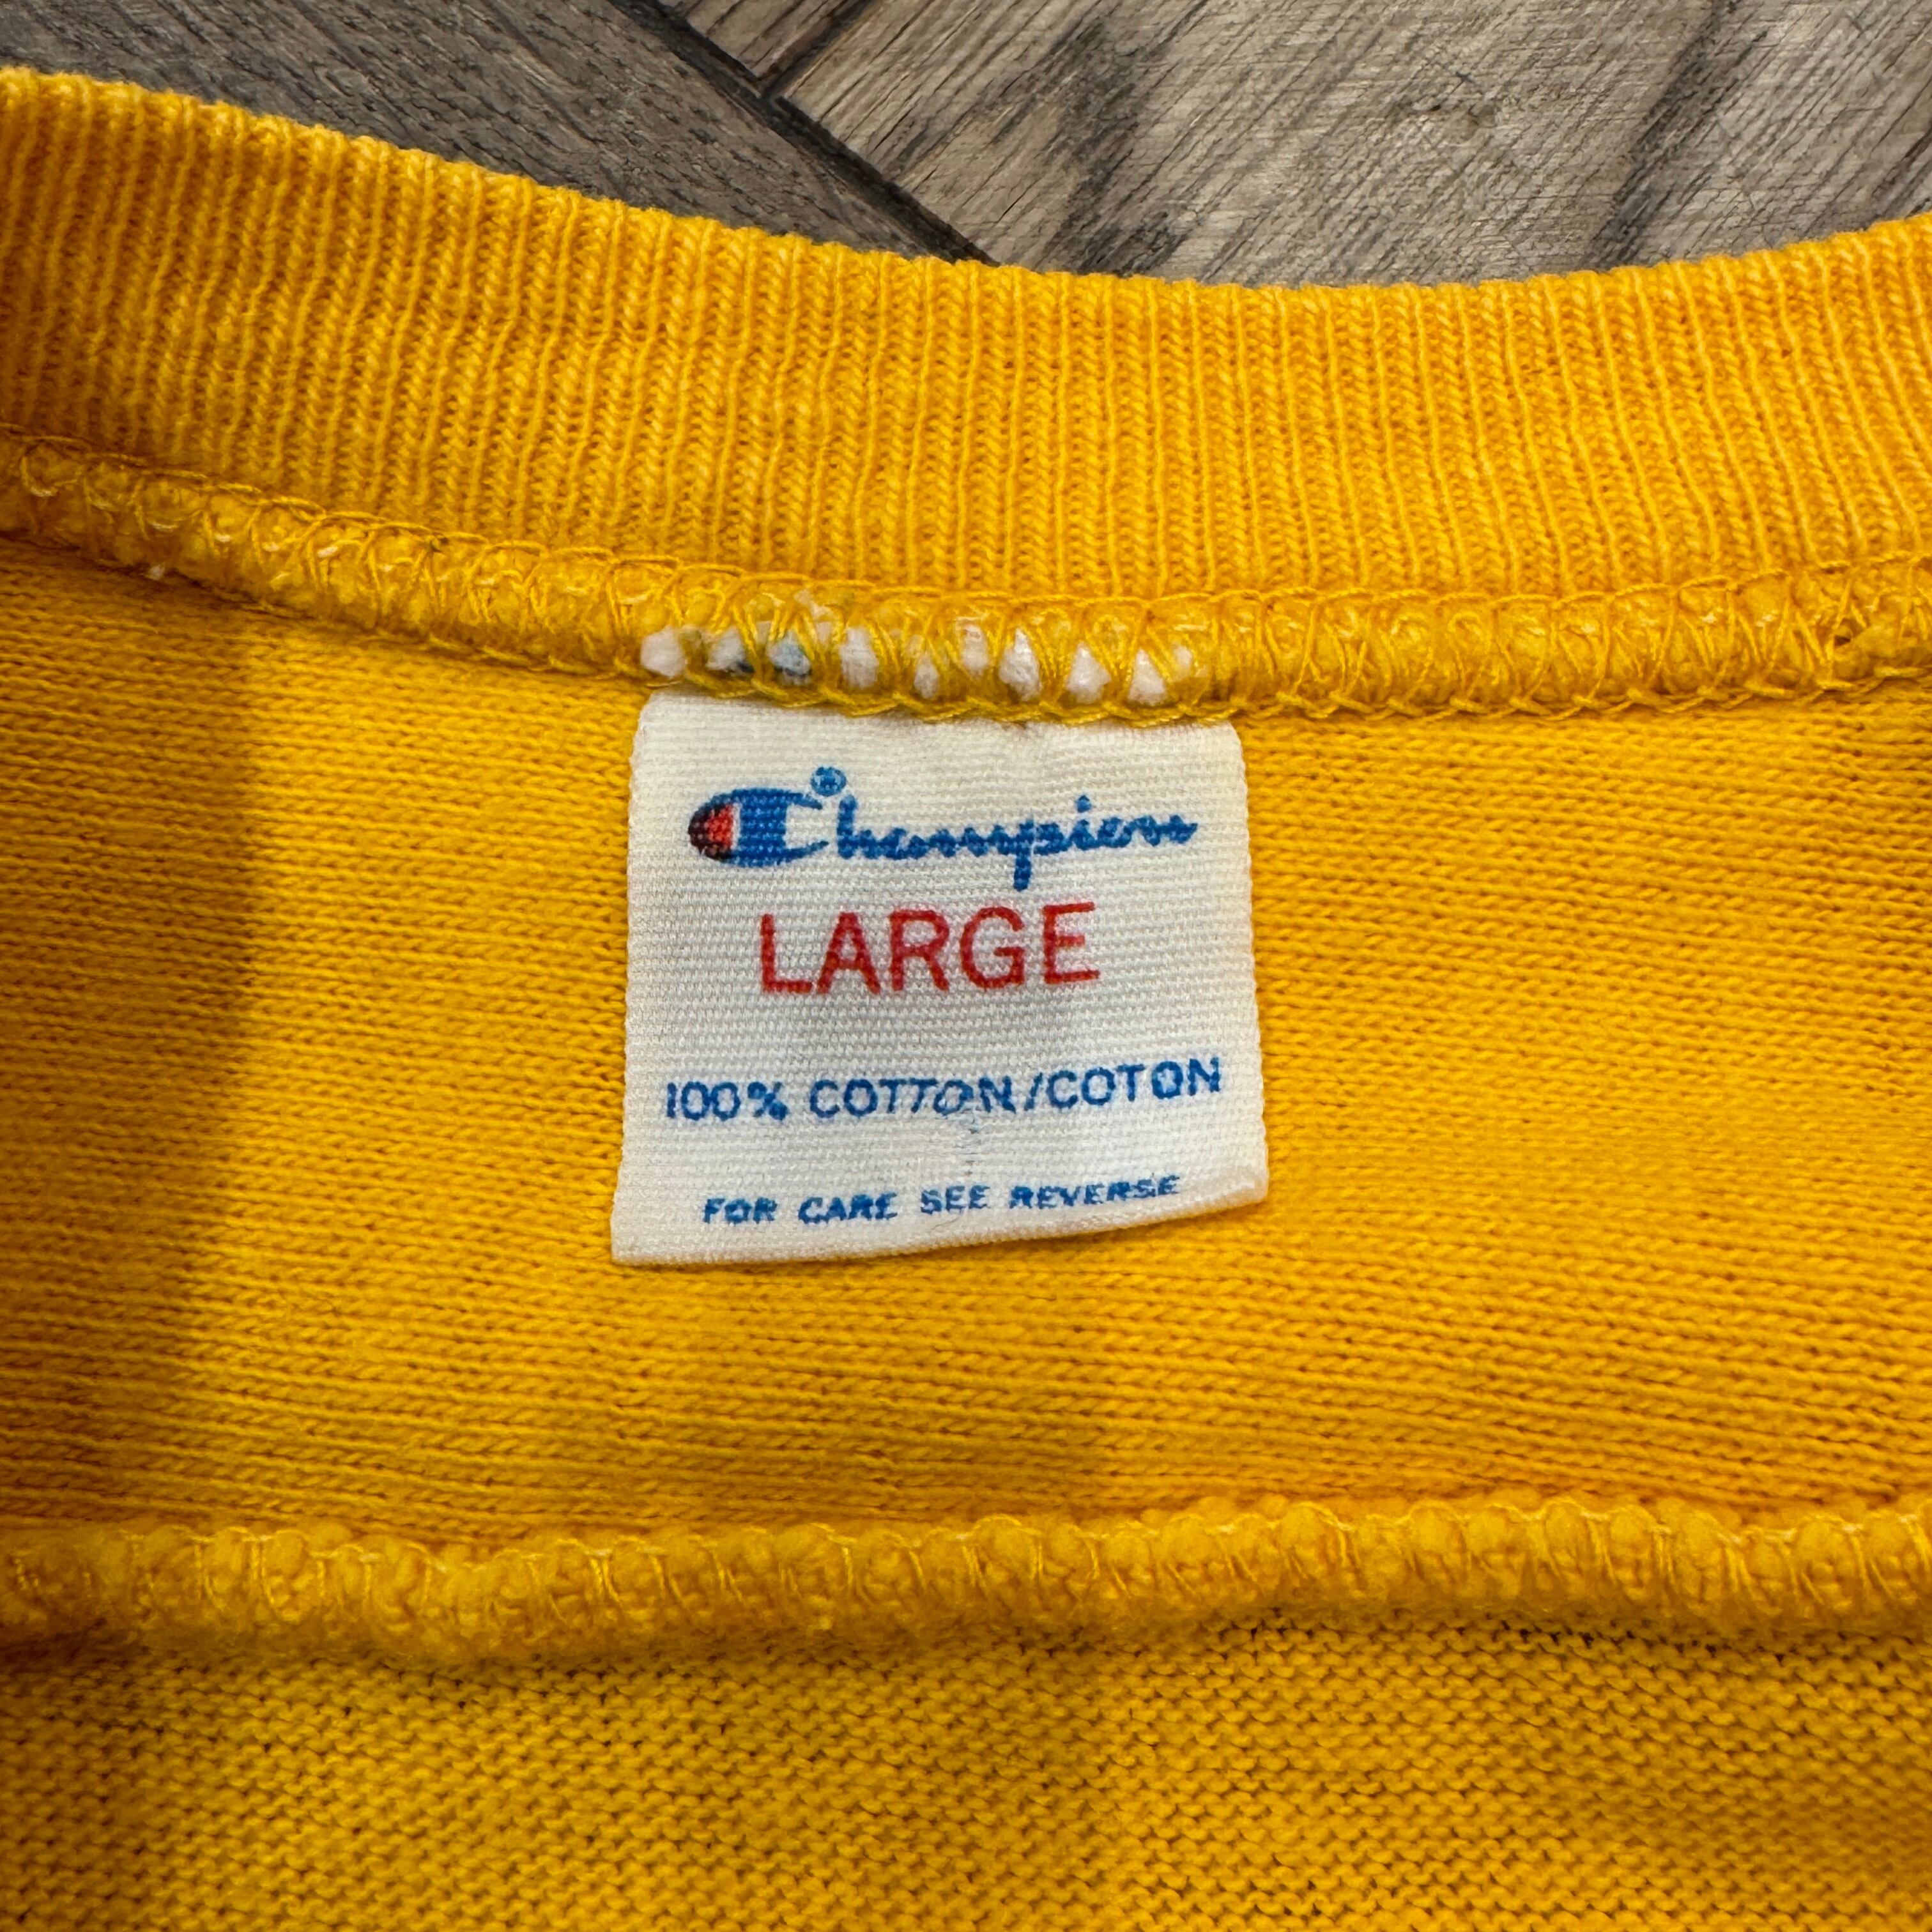 Champion®
LARGE
100% COTTON/COTON
FOR CARE SEE REVERSE